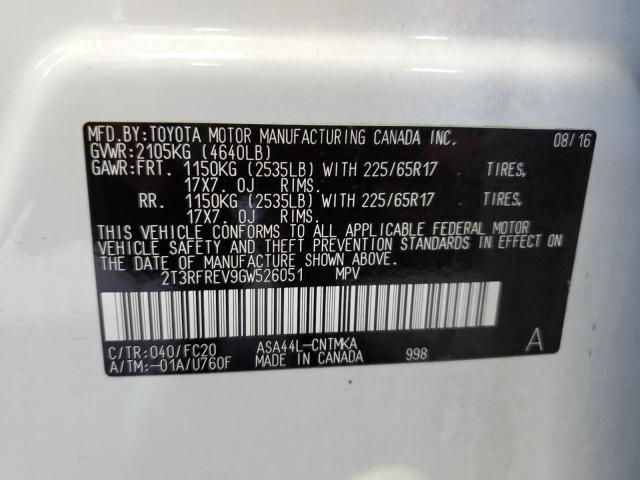 MFD.BY:TOYOTA MOTOR MANUFACTURING CANADA INC. 08/16
GVWR:2105KG (4640LB)
GAWR:FRT. 1150KG (2535LB) WITH 225/65R17 TIRES,
17X7. OJ RIMS.
RR. 1150KG (2535LB) WITH 225/65R17 TIRES,
17X7. OJ RIMS.
THIS VEHICLE CONFORMS TO ALL APPLICABLE FEDERAL MOTOR
VEHICLE SAFETY AND THEFT PREVENTION STANDARDS IN EFFECT ON
THE DATE OF MANUFACTURE SHOWN ABOVE.
2T3RFREV9GW526051 MPV
C/TR:040/FC20 ASA44L-CNTMKA
A/TM:-01A/U760F MADE IN CANADA 998 A